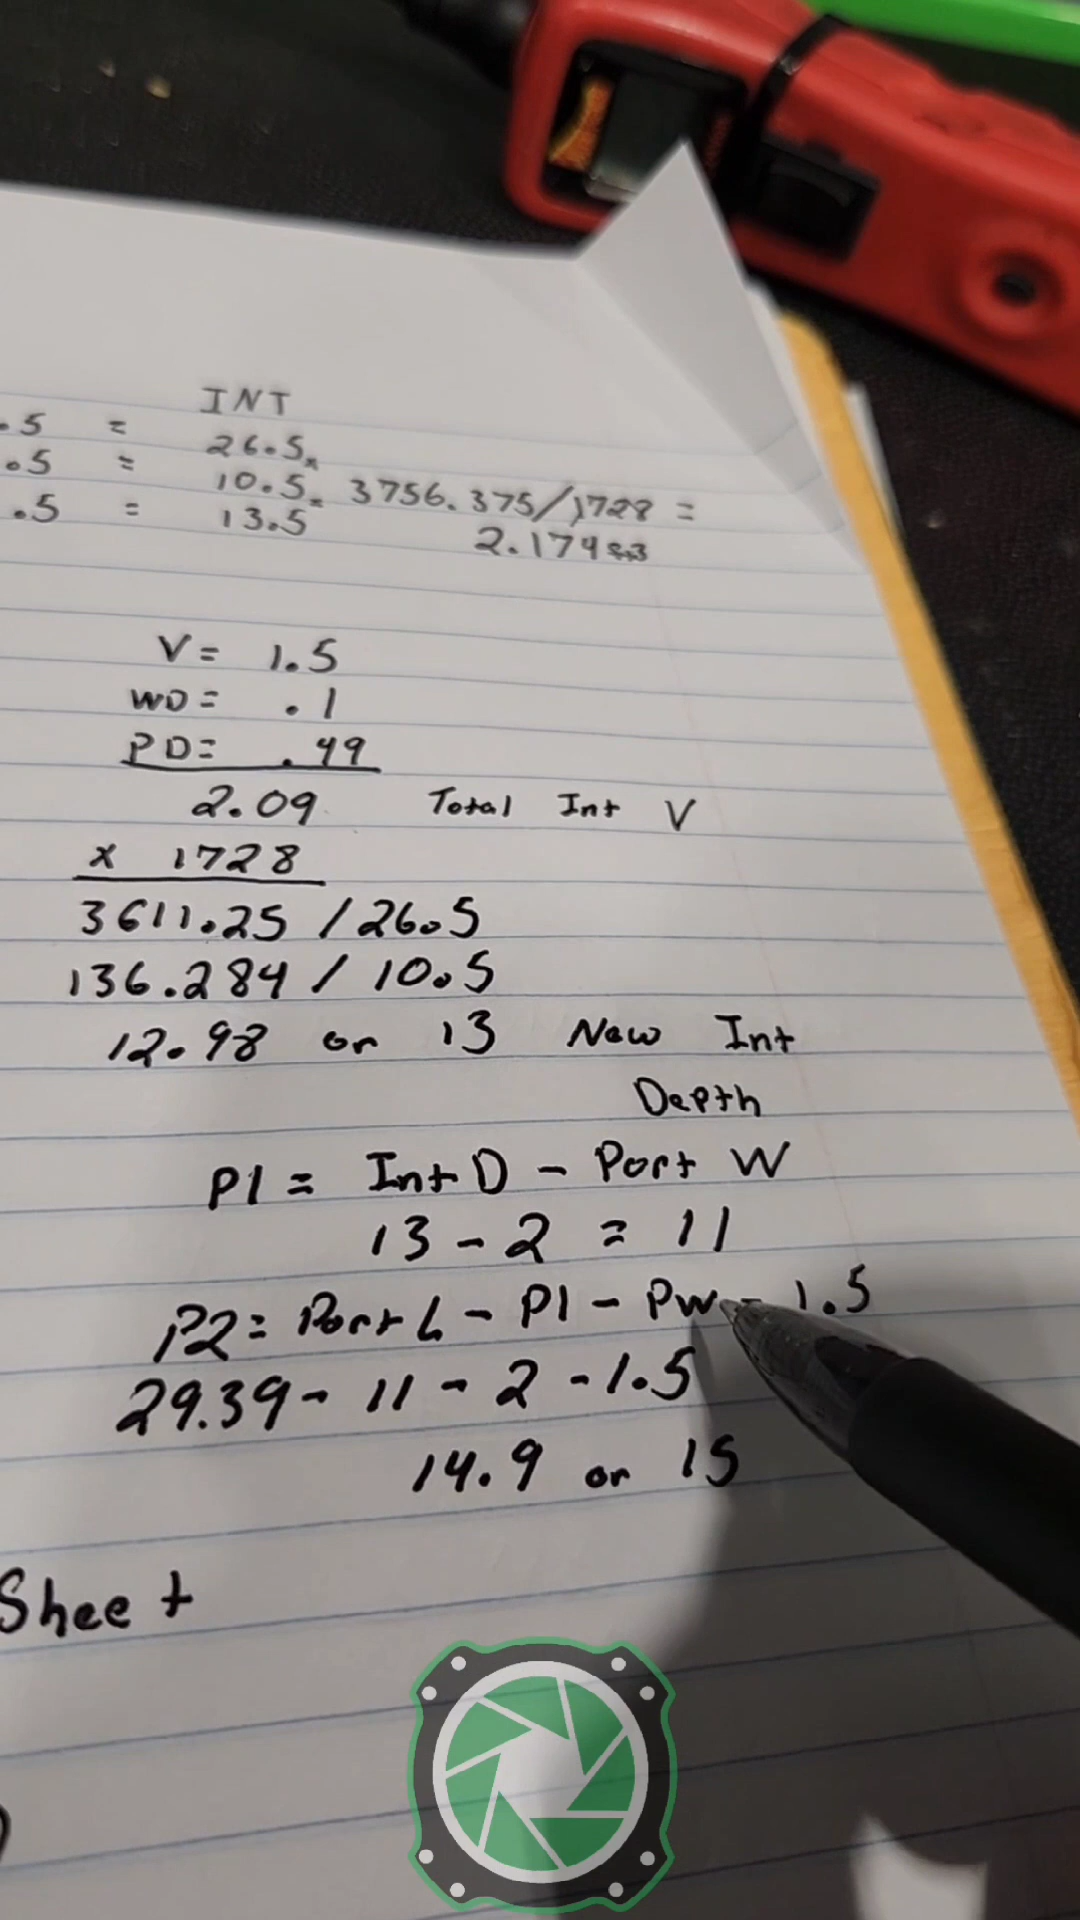 INT
.5 = 26.5x
.5 = 10.5x 3756.375/1728 =
.5 = 13.5 2.174
V = 1.5
WD = .1
PD = .49
2.09 Total Int V
x 1728
3611.25 / 26.5
136.284 / 10.5
12.98 or 13 New Int
Depth
P1 = Int D - Port W
13 - 2 = 11
P2 = Port L - P1 - PW - 1.5
29.39 - 11 - 2 - 1.5
14.9 or 15
Sheet